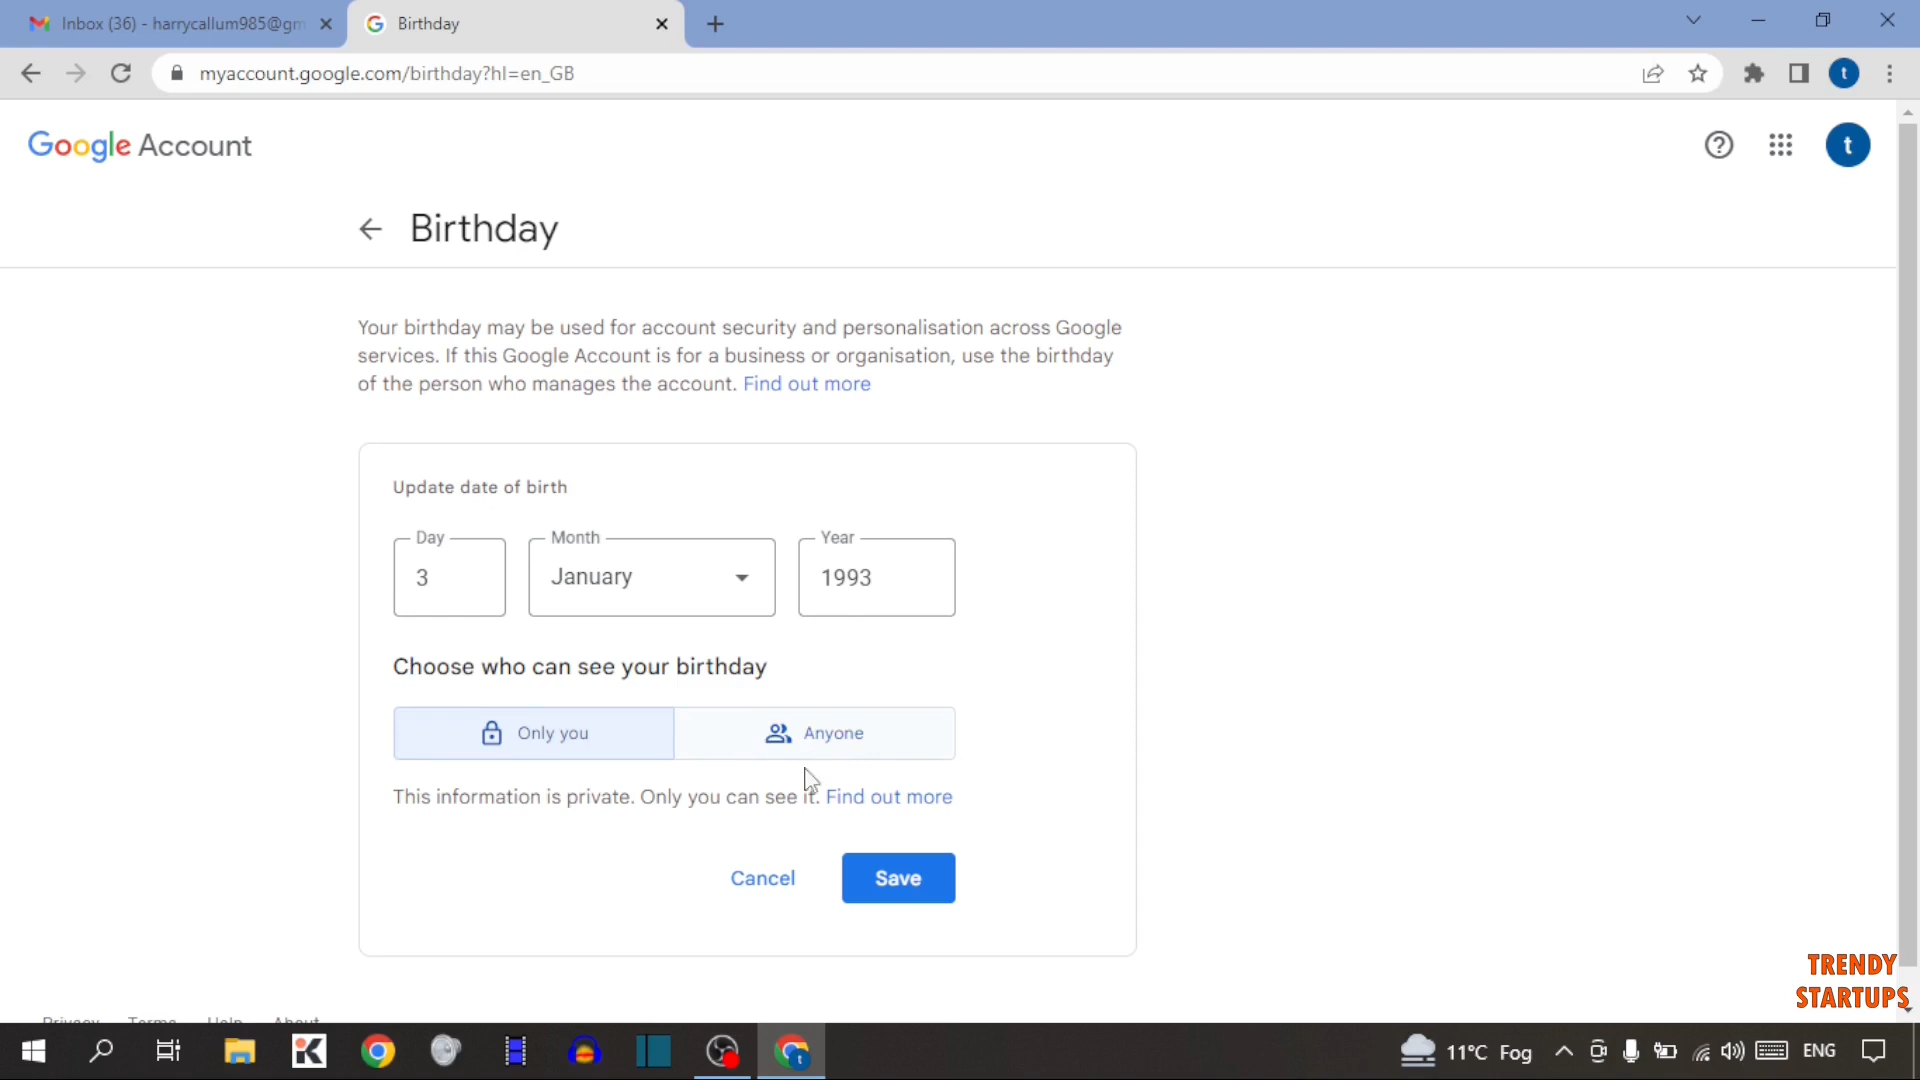 Inbox (36) - harrycallum985@gm
Birthday
myaccount.google.com/birthday?hl=en_GB
t
Google Account
t
Birthday
Your birthday may be used for account security and personalisation across Google
services. If this Google Account is for a business or organisation, use the birthday
of the person who manages the account. Find out more
Update date of birth
Day Month Year
3 January 1993
Choose who can see your birthday
Only you Anyone
This information is private. Only you can see it. Find out more
Cancel Save
TRENDY
STARTUPS
Privacy Terms Help About
K
t
11°C Fog ENG